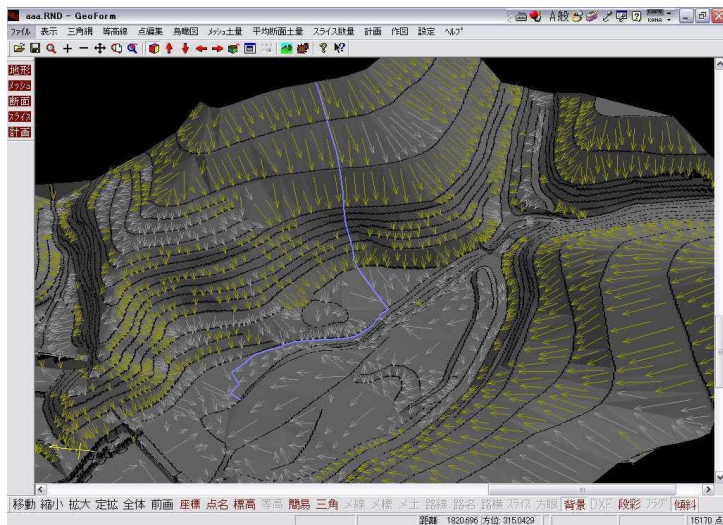 aaa.RND - GeoForm
A 般
KANA
ファイル 表示 三角網 等高線 点編集 鳥瞰図 メッシュ土量 平均断面土量 スライス数量 計画 作図 設定 ヘルプ
地形
メッシュ
断面
スライス
計画
移動 縮小 拡大 定拡 全体 前画 座標 点名 標高 等高 簡易 三角 メ線 メ標 メ土 路線 路名 路横 スライス 方眼 背景 DXF 段彩 フラグ 傾斜
距離 1820.696 方位 315.0429 15170 点